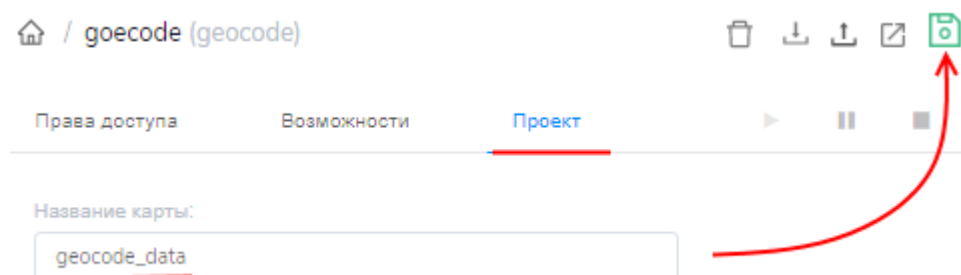 / goecode (geocode)
Права доступа Возможности Проект
Название карты:
geocode_data